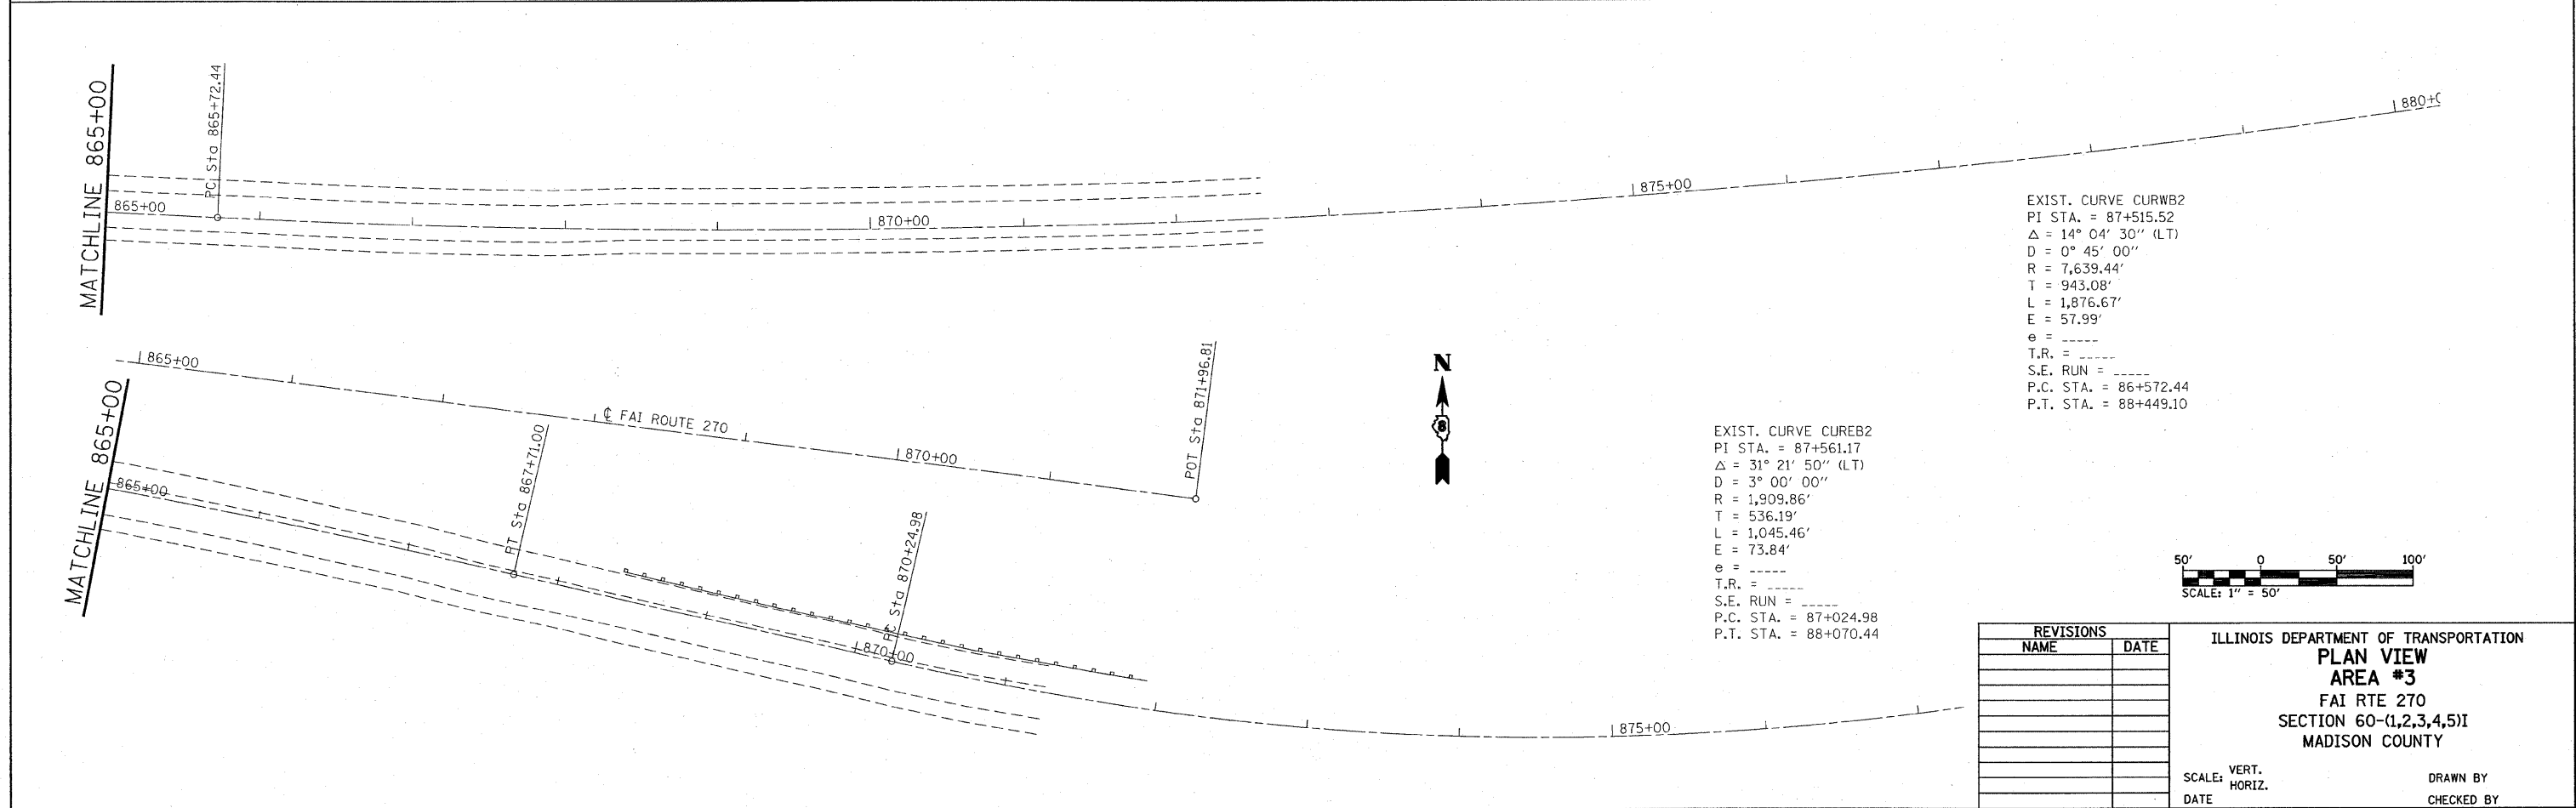 MATCHLINE 865+00
PC Sta 865+72.44
865+00
870+00
875+00
880+0
EXIST. CURVE CURWB2
PI STA. = 87+515.52
Δ = 14° 04' 30" (LT)
D = 0° 45' 00"
R = 7,639.44'
T = 943.08'
L = 1,876.67'
E = 57.99'
e = _____
T.R. = _____
S.E. RUN = _____
P.C. STA. = 86+572.44
P.T. STA. = 88+449.10
865+00
℄ FAI ROUTE 270
870+00
POT Sta 871+96.81
MATCHLINE 865+00
865+00
PT Sta 867+71.00
PC Sta 870+24.98
870+00
875+00
N
8
EXIST. CURVE CUREB2
PI STA. = 87+561.17
Δ = 31° 21' 50" (LT)
D = 3° 00' 00"
R = 1,909.86'
T = 536.19'
L = 1,045.46'
E = 73.84'
e = _____
T.R. = _____
S.E. RUN = _____
P.C. STA. = 87+024.98
P.T. STA. = 88+070.44
50' 0 50' 100'
SCALE: 1" = 50'
REVISIONS
NAME DATE
ILLINOIS DEPARTMENT OF TRANSPORTATION
PLAN VIEW
AREA #3
FAI RTE 270
SECTION 60-(1,2,3,4,5)I
MADISON COUNTY
SCALE: VERT.
HORIZ.
DATE
DRAWN BY
CHECKED BY